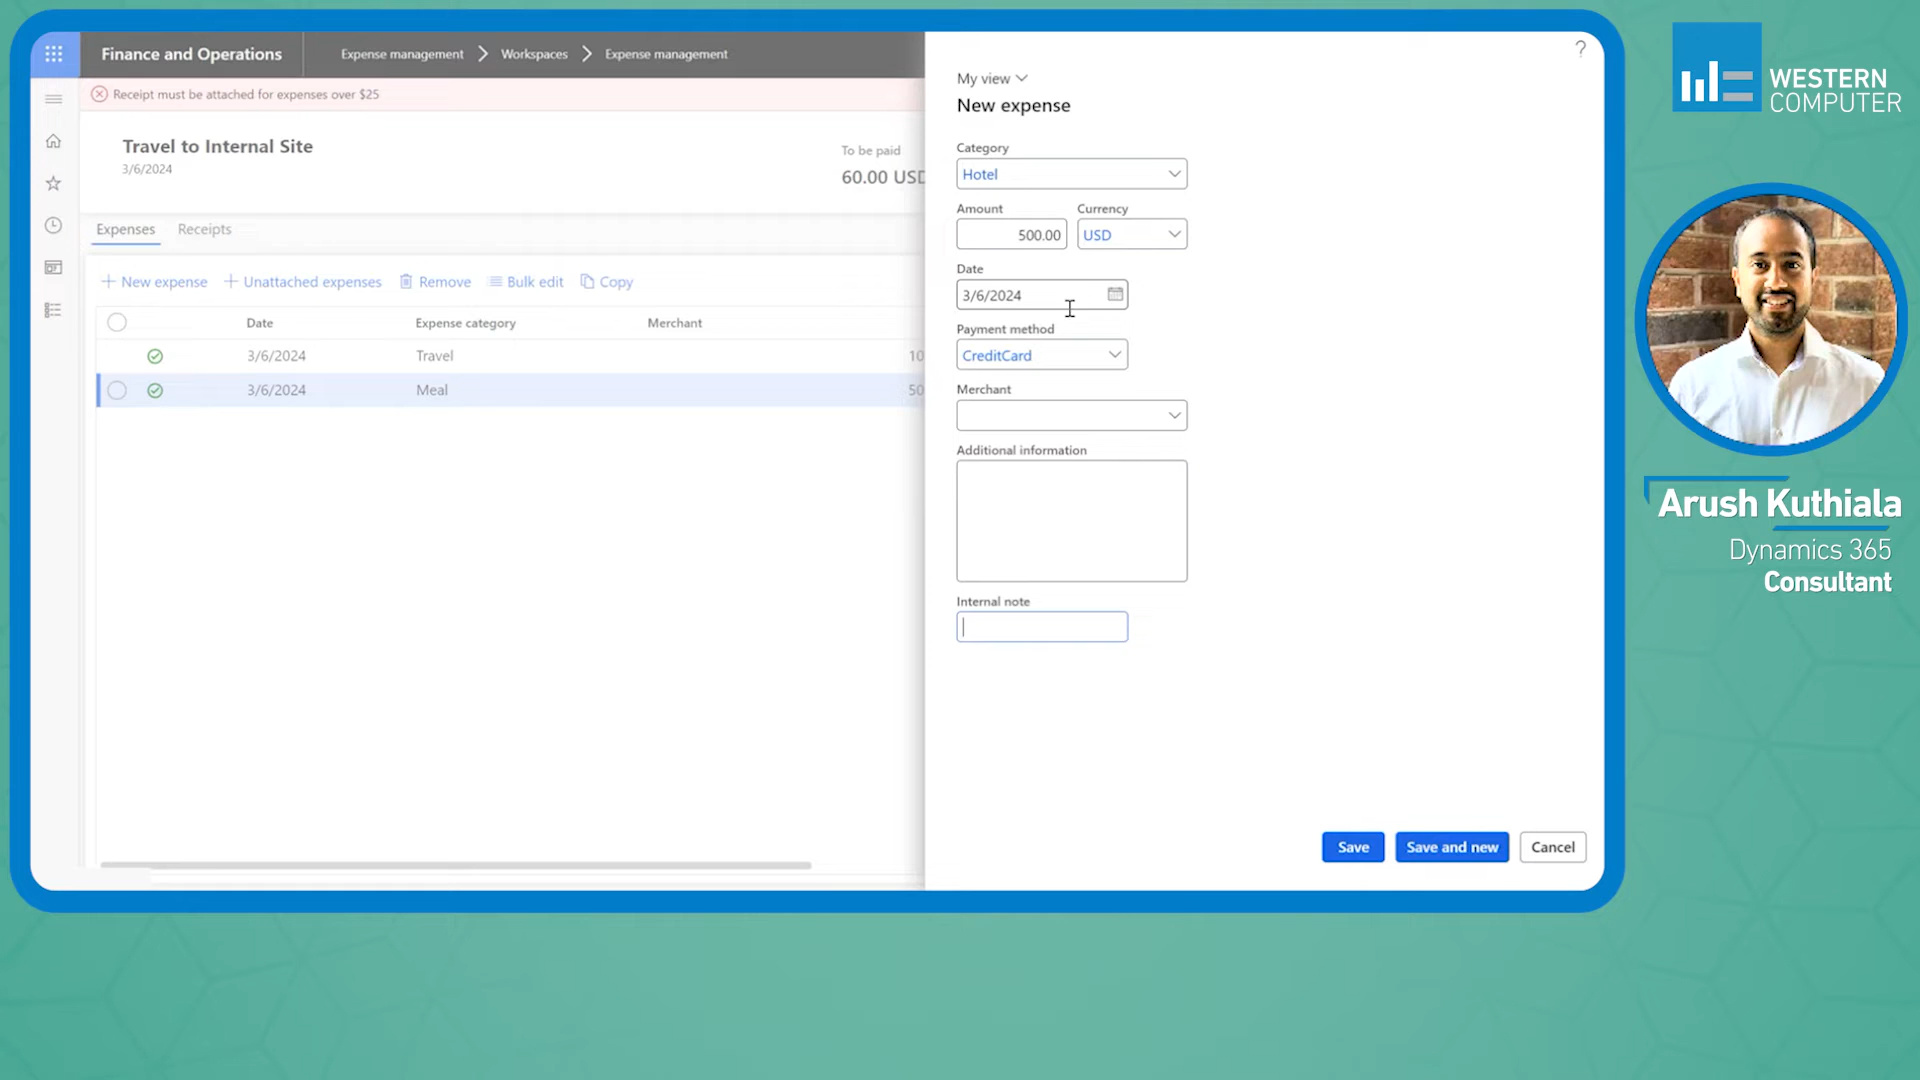 Finance and Operations
Expense management > Workspaces > Expense management
Receipt must be attached for expenses over $25
Travel to Internal Site
3/6/2024
To be paid
60.00 USD
Expenses Receipts
+ New expense + Unattached expenses Remove Bulk edit Copy
Date Expense category Merchant
3/6/2024 Travel 10
3/6/2024 Meal 50
?
My view
New expense
Category
Hotel
Amount Currency
500.00 USD
Date
3/6/2024
Payment method
CreditCard
Merchant
Additional information
Internal note
Save Save and new Cancel
WESTERN
COMPUTER
Arush Kuthiala
Dynamics 365
Consultant